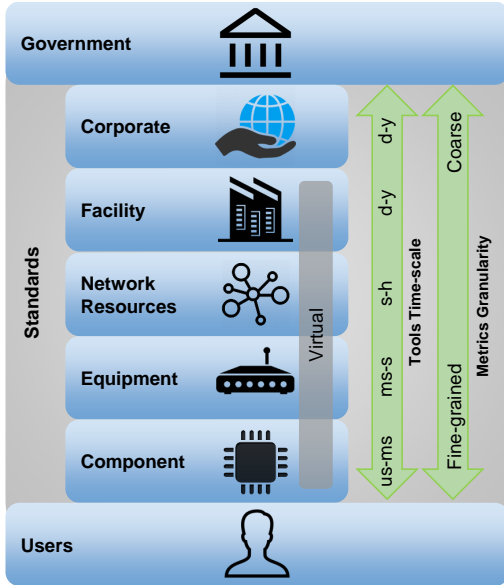 Government
Corporate
Facility
Network
Resources
Equipment
Component
Users
Standards
Virtual
d-y
d-y
s-h
ms-s
us-ms
Tools Time-scale
Coarse
Fine-grained
Metrics Granularity